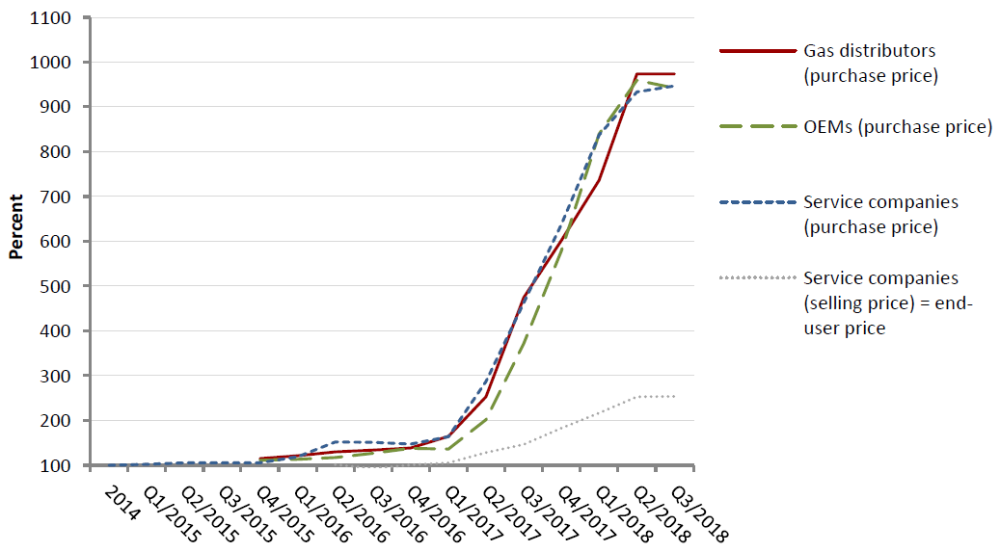 1100
1000
900
800
700
600
500
400
300
200
100
Percent
2014
Q1/2015
Q2/2015
Q3/2015
Q4/2015
Q1/2016
Q2/2016
Q3/2016
Q4/2016
Q1/2017
Q2/2017
Q3/2017
Q4/2017
Q1/2018
Q2/2018
Q3/2018
Gas distributors
(purchase price)
OEMs (purchase price)
Service companies
(purchase price)
Service companies
(selling price) = end-
user price